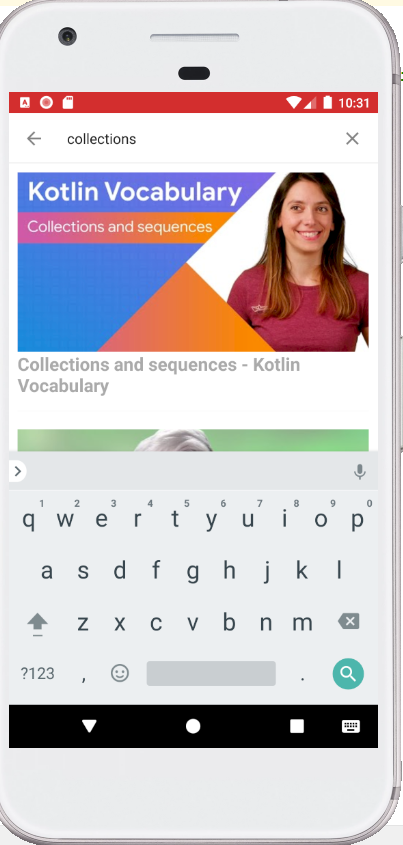 10:31
collections
Kotlin Vocabulary
Collections and sequences
Collections and sequences - Kotlin
Vocabulary
1 2 3 4 5 6 7 8 9 0
q w e r t y u i o p
a s d f g h j k l
z x c v b n m
?123 , .